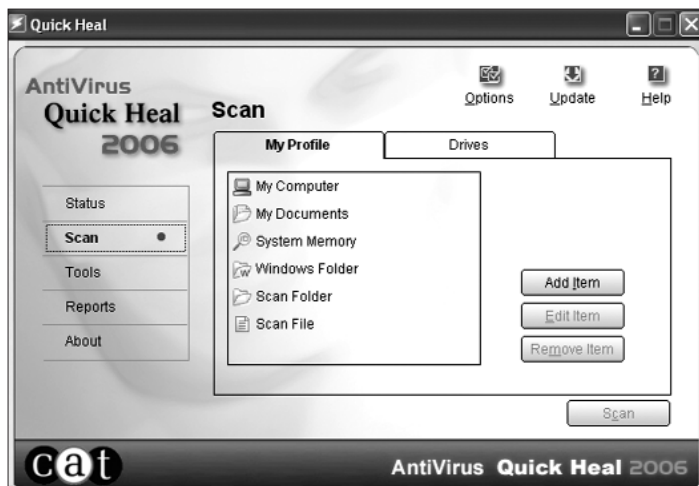 Quick Heal
AntiVirus
Quick Heal
2006
Scan
Options
Update
Help
My Profile
Drives
Status
Scan
Tools
Reports
About
My Computer
My Documents
System Memory
Windows Folder
Scan Folder
Scan File
Add Item
Edit Item
Remove Item
Scan
cat
AntiVirus Quick Heal 2006